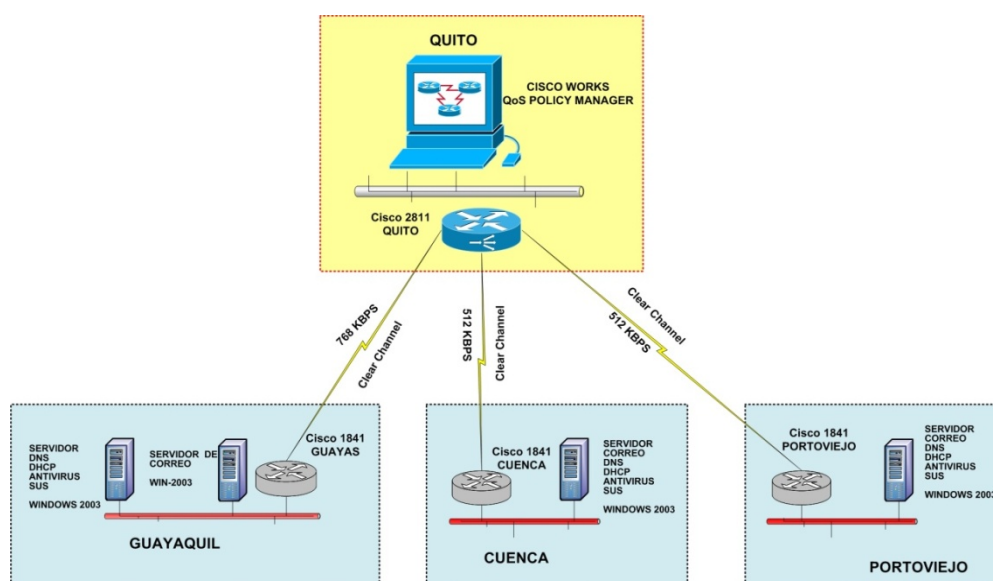 QUITO
CISCO WORKS
QoS POLICY MANAGER
Cisco 2811
QUITO
768 KBPS
Clear Channel
512 KBPS
Clear Channel
Clear Channel
512 KBPS
SERVIDOR
DNS
DHCP
ANTIVIRUS
SUS
WINDOWS 2003
SERVIDOR DE
CORREO
WIN-2003
Cisco 1841
GUAYAS
GUAYAQUIL
Cisco 1841
CUENCA
SERVIDOR
CORREO
DNS
DHCP
ANTIVIRUS
SUS
WINDOWS 2003
CUENCA
Cisco 1841
PORTOVIEJO
SERVIDOR
CORREO
DNS
DHCP
ANTIVIRUS
SUS
WINDOWS 2003
PORTOVIEJO